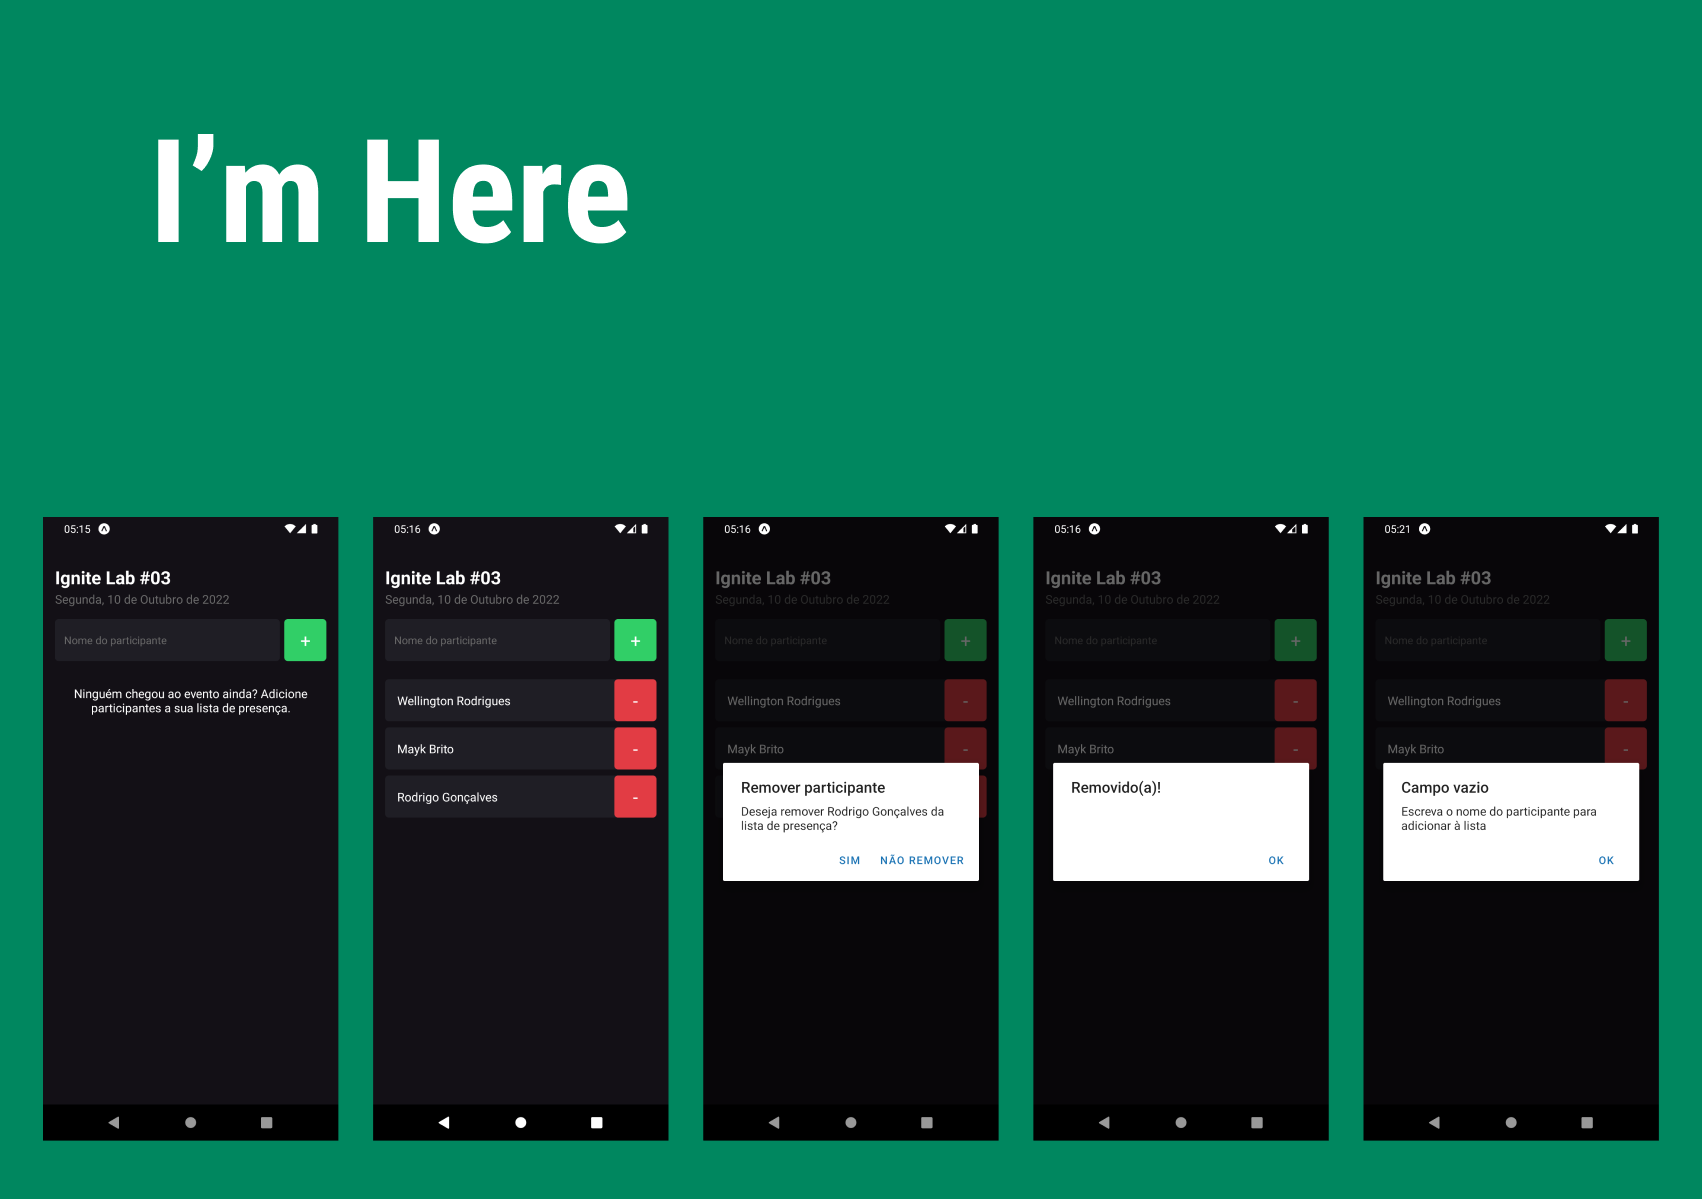 I'm Here
05:15
Ignite Lab #03
Segunda, 10 de Outubro de 2022
Nome do participante
+
Ninguém chegou ao evento ainda? Adicione
participantes a sua lista de presença.
05:16
Ignite Lab #03
Segunda, 10 de Outubro de 2022
Nome do participante
+
Wellington Rodrigues
-
Mayk Brito
-
Rodrigo Gonçalves
-
05:16
Ignite Lab #03
Segunda, 10 de Outubro de 2022
Nome do participante
+
Wellington Rodrigues
-
Mayk Brito
-
Remover participante
Deseja remover Rodrigo Gonçalves da
lista de presença?
SIM NÃO REMOVER
05:16
Ignite Lab #03
Segunda, 10 de Outubro de 2022
Nome do participante
+
Wellington Rodrigues
-
Mayk Brito
-
Removido(a)!
OK
05:21
Ignite Lab #03
Segunda, 10 de Outubro de 2022
Nome do participante
+
Wellington Rodrigues
-
Mayk Brito
-
Campo vazio
Escreva o nome do participante para
adicionar à lista
OK